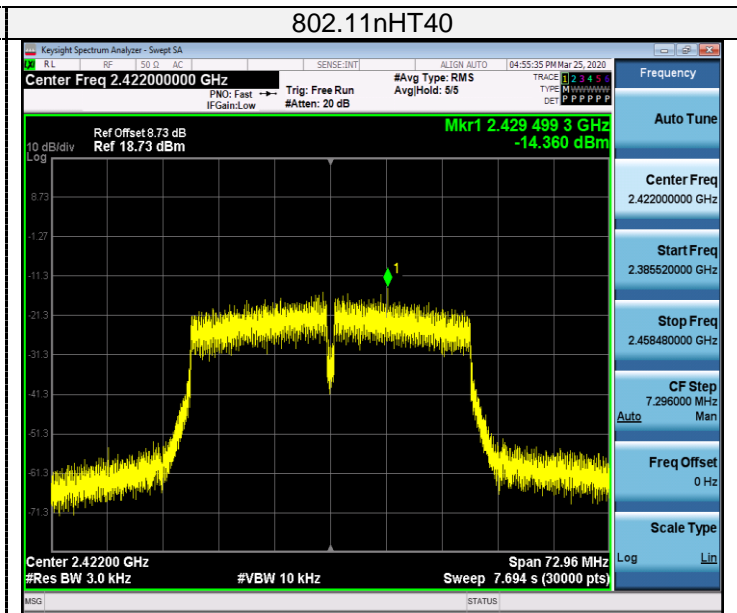 802.11nHT40
Keysight Spectrum Analyzer - Swept SA
RL RF 50 Ω AC SENSE:INT ALIGN AUTO 04:55:35 PM Mar 25, 2020
Center Freq 2.422000000 GHz
PNO: Fast
IFGain:Low
Trig: Free Run
#Atten: 20 dB
#Avg Type: RMS
Avg|Hold: 5/5
TRACE 1 2 3 4 5 6
TYPE M WWWWW
DET P P P P P P
Ref Offset 8.73 dB
10 dB/div Ref 18.73 dBm
Log
Mkr1 2.429 499 3 GHz
-14.360 dBm
8.73
-1.27
-11.3
-21.3
-31.3
-41.3
-51.3
-61.3
-71.3
1
Center 2.42200 GHz Span 72.96 MHz
#Res BW 3.0 kHz #VBW 10 kHz Sweep 7.694 s (30000 pts)
MSG STATUS
Frequency
Auto Tune
Center Freq
2.422000000 GHz
Start Freq
2.385520000 GHz
Stop Freq
2.458480000 GHz
CF Step
7.296000 MHz
Auto Man
Freq Offset
0 Hz
Scale Type
Log Lin